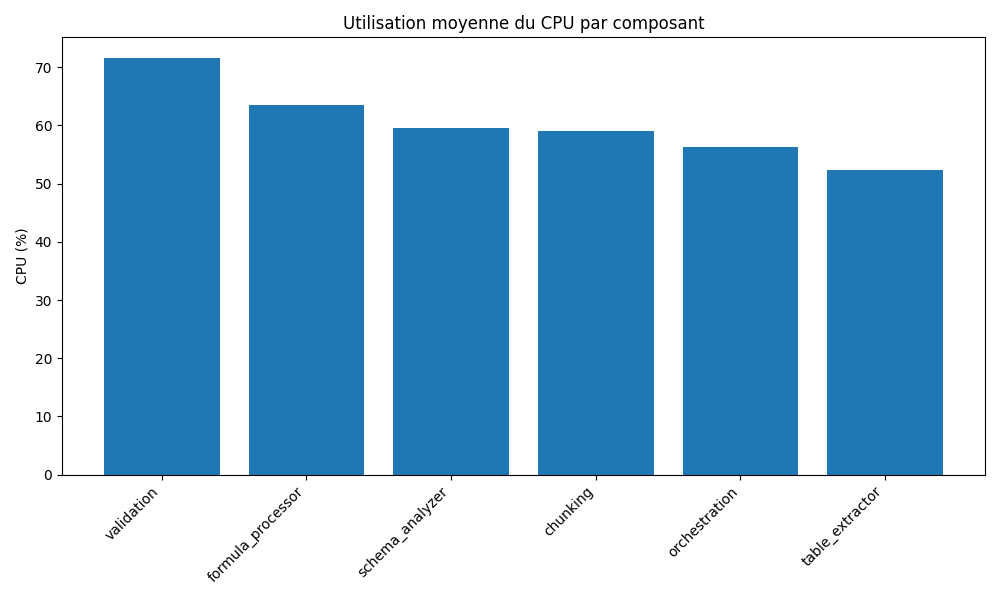 Utilisation moyenne du CPU par composant
CPU (%)
70
60
50
40
30
20
10
0
validation
formula_processor
schema_analyzer
chunking
orchestration
table_extractor